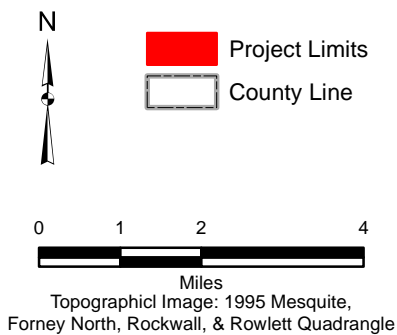 N
Project Limits
County Line
0 1 2 4
Miles
Topographicl Image: 1995 Mesquite,
Forney North, Rockwall, & Rowlett Quadrangle